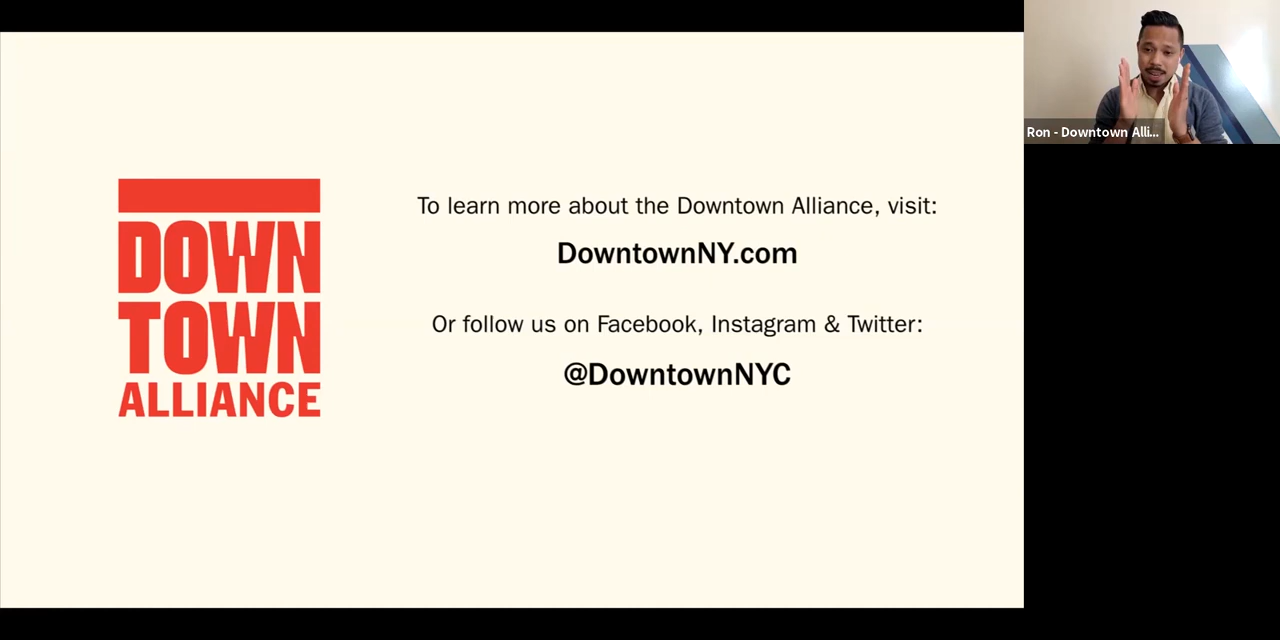 DOWN
TOWN
ALLIANCE
To learn more about the Downtown Alliance, visit:
DowntownNY.com
Or follow us on Facebook, Instagram & Twitter:
@DowntownNYC
Ron - Downtown Alli...